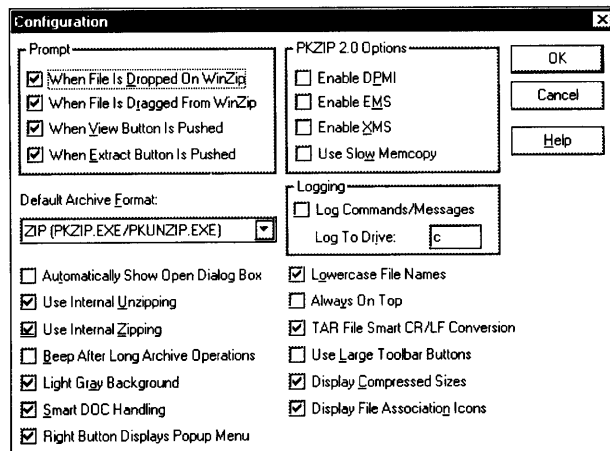 Configuration
Prompt
When File Is Dropped On WinZip
When File Is Dragged From WinZip
When View Button Is Pushed
When Extract Button Is Pushed
PKZIP 2.0 Options
Enable DPMI
Enable EMS
Enable XMS
Use Slow Memcopy
OK
Cancel
Help
Default Archive Format:
ZIP (PKZIP.EXE/PKUNZIP.EXE)
Logging
Log Commands/Messages
Log To Drive: c
Automatically Show Open Dialog Box
Use Internal Unzipping
Use Internal Zipping
Beep After Long Archive Operations
Light Gray Background
Smart DOC Handling
Right Button Displays Popup Menu
Lowercase File Names
Always On Top
TAR File Smart CR/LF Conversion
Use Large Toolbar Buttons
Display Compressed Sizes
Display File Association Icons